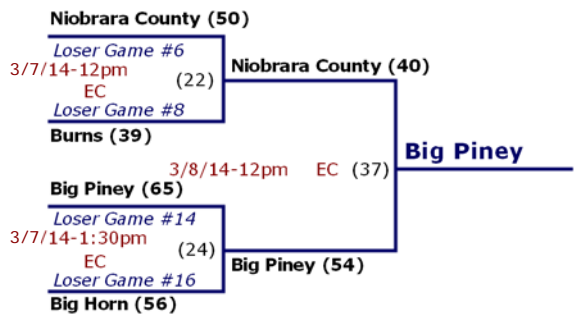 Niobrara County (50)
Loser Game #6
3/7/14-12pm
(22)
EC
Loser Game #8
Burns (39)
Niobrara County (40)
3/8/14-12pm EC (37)
Big Piney
Big Piney (65)
Loser Game #14
3/7/14-1:30pm
(24)
EC
Loser Game #16
Big Horn (56)
Big Piney (54)